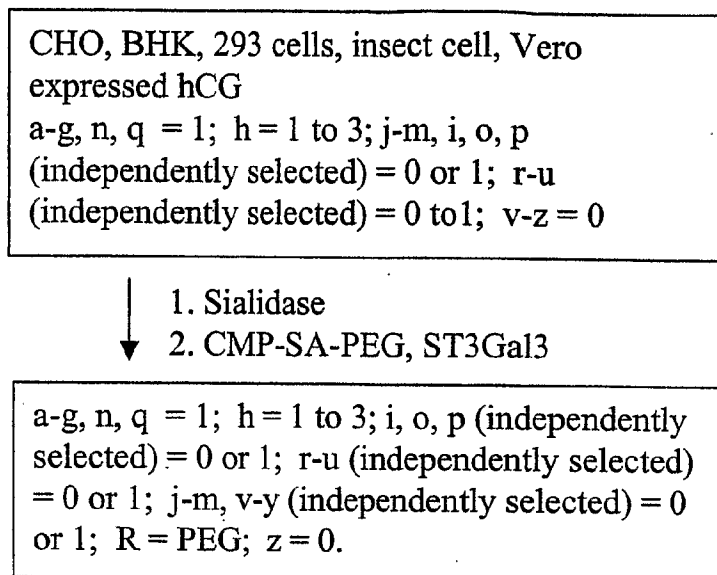 CHO, BHK, 293 cells, insect cell, Vero
expressed hCG
a-g, n, q = 1; h = 1 to 3; j-m, i, o, p
(independently selected) = 0 or 1; r-u
(independently selected) = 0 to1; v-z = 0
1. Sialidase
2. CMP-SA-PEG, ST3Gal3
a-g, n, q = 1; h = 1 to 3; i, o, p (independently
selected) = 0 or 1; r-u (independently selected)
= 0 or 1; j-m, v-y (independently selected) = 0
or 1; R = PEG; z = 0.